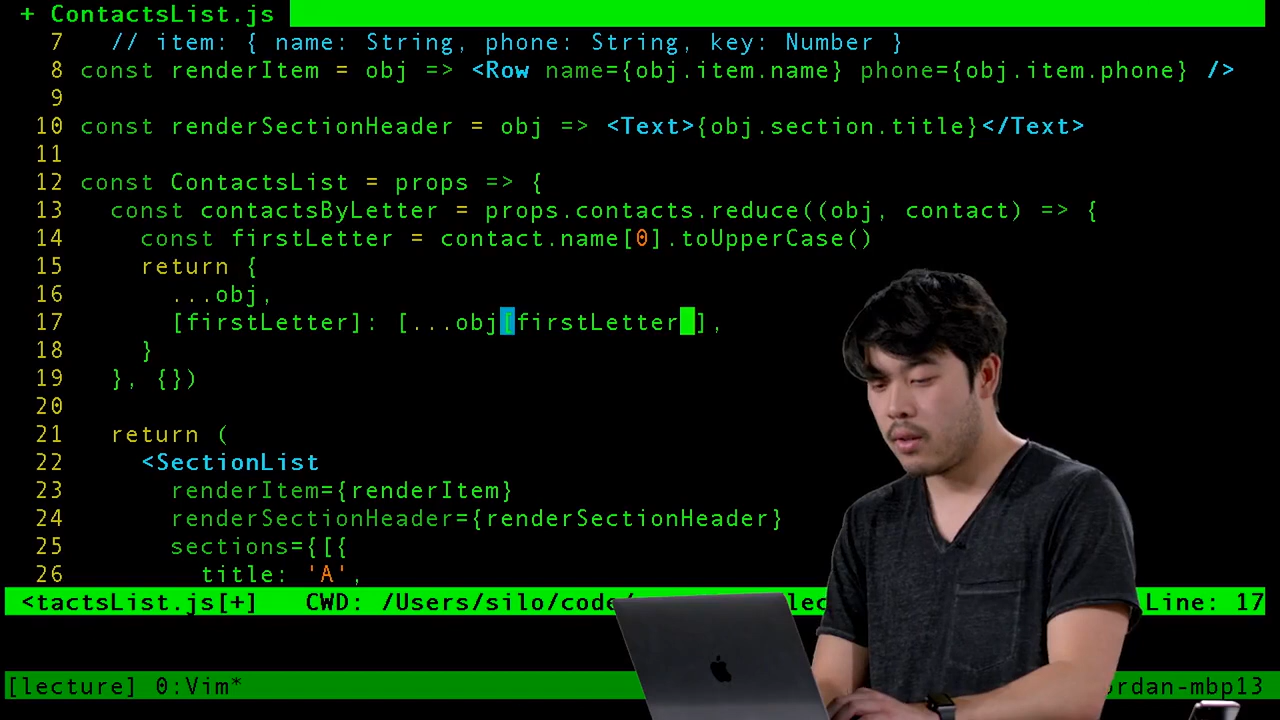 + ContactsList.js
7   // item: { name: String, phone: String, key: Number }
8 const renderItem = obj => <Row name={obj.item.name} phone={obj.item.phone} />
9
10 const renderSectionHeader = obj => <Text>{obj.section.title}</Text>
11
12 const ContactsList = props => {
13   const contactsByLetter = props.contacts.reduce((obj, contact) => {
14     const firstLetter = contact.name[0].toUpperCase()
15     return {
16       ...obj,
17       [firstLetter]: [...obj[firstLetter ],
18     }
19   }, {})
20
21   return (
22     <SectionList
23       renderItem={renderItem}
24       renderSectionHeader={renderSectionHeader}
25       sections={[{
26         title: 'A',
<tactsList.js[+]   CWD: /Users/silo/code/ Line: 17
[lecture] 0:Vim* rdan-mbp13